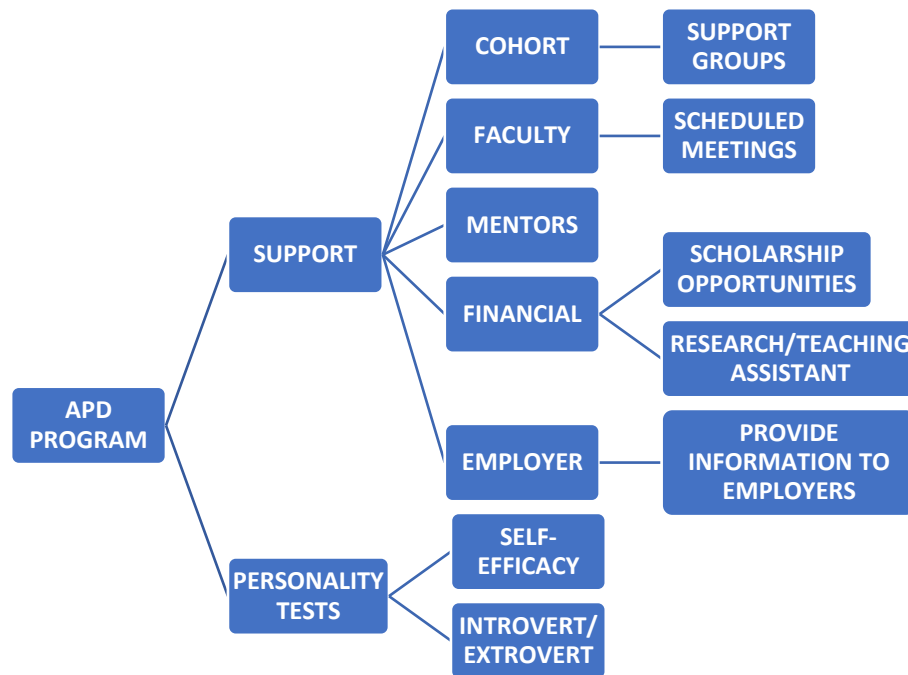 COHORT
SUPPORT
GROUPS
FACULTY
SCHEDULED
MEETINGS
MENTORS
SUPPORT
SCHOLARSHIP
OPPORTUNITIES
FINANCIAL
RESEARCH/TEACHING
ASSISTANT
APD
PROGRAM
EMPLOYER
PROVIDE
INFORMATION TO
EMPLOYERS
SELF-
EFFICACY
PERSONALITY
TESTS
INTROVERT/
EXTROVERT